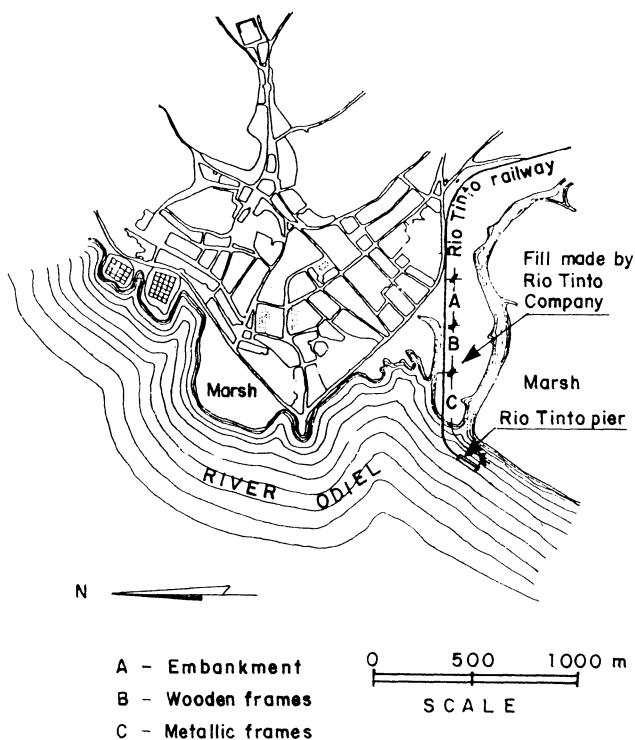 Rio Tinto railway
Fill made by
Rio Tinto
Company
A
B
C
Marsh
Marsh
Rio Tinto pier
RIVER ODIEL
N
A - Embankment
B - Wooden frames
C - Metallic frames
0 500 1000 m
SCALE